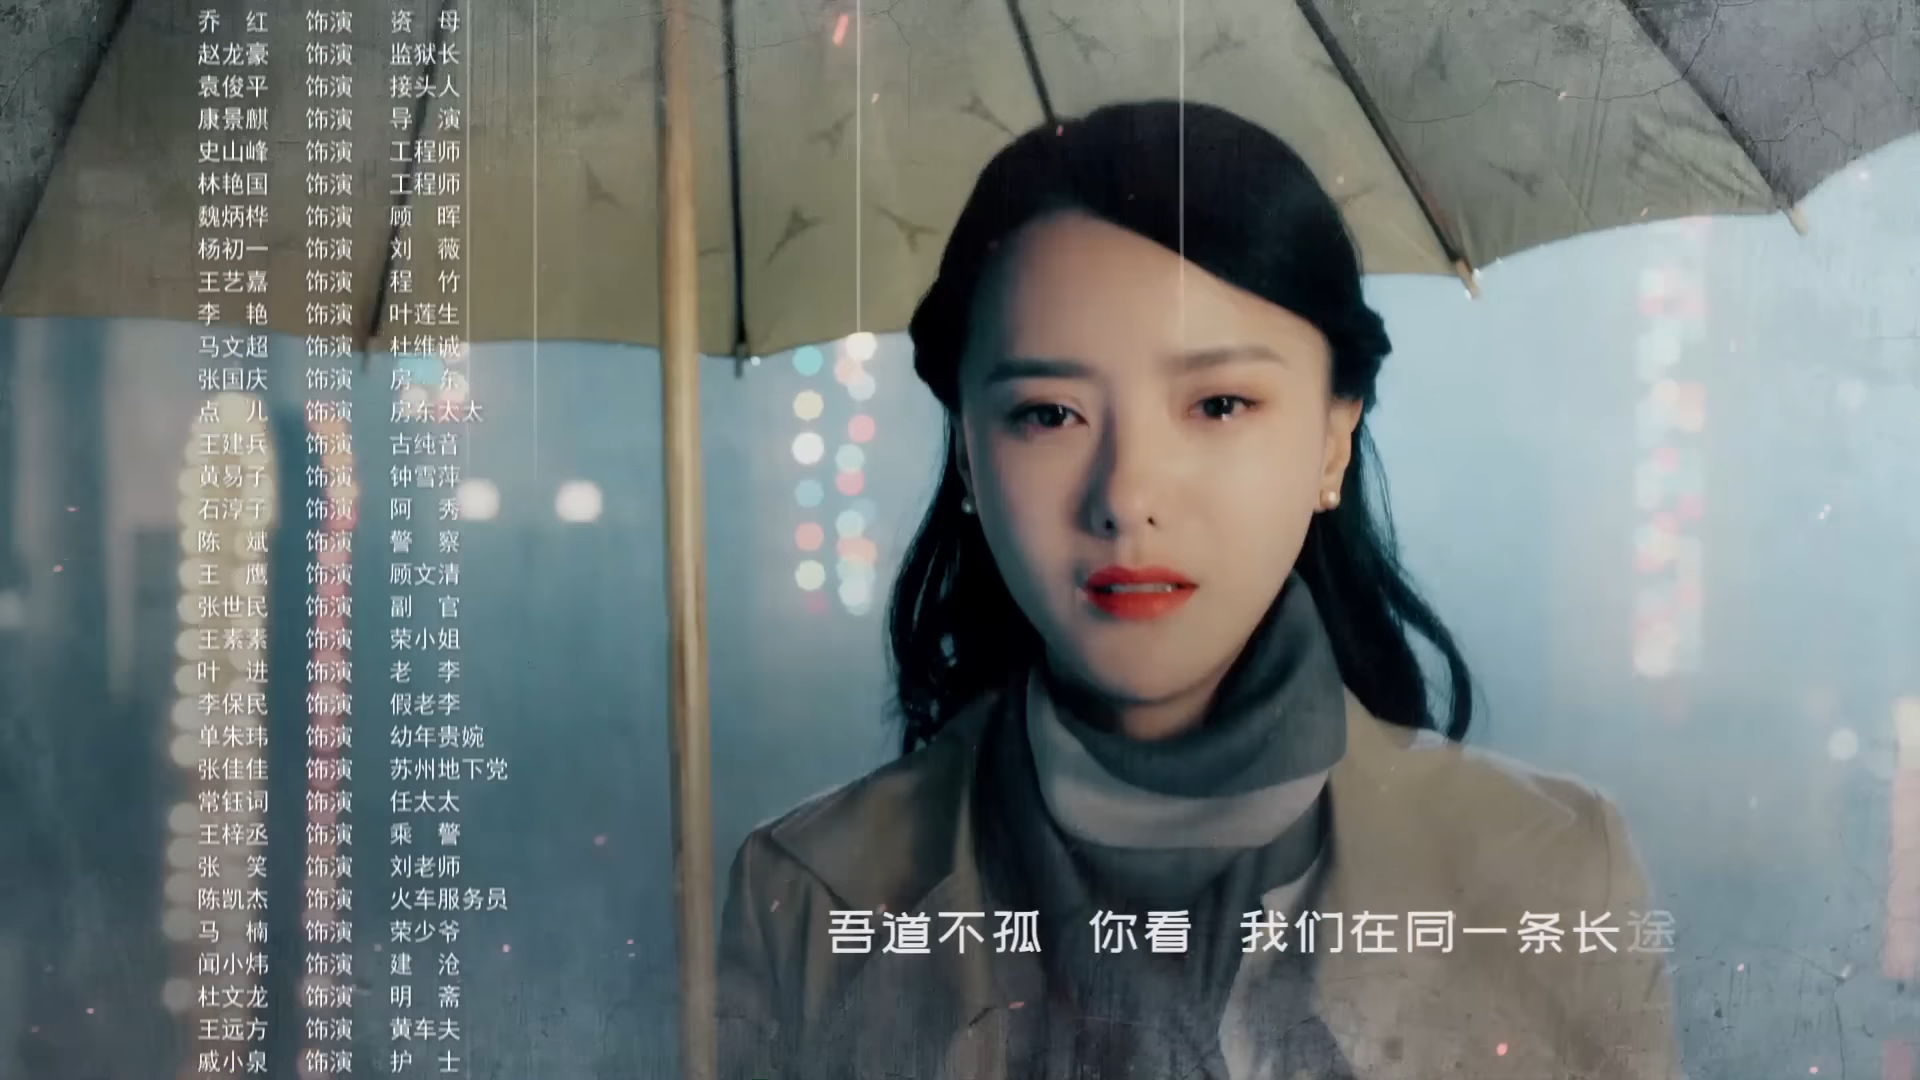 乔 红 饰演 资 母
赵龙豪 饰演 监狱长
袁俊平 饰演 接头人
康景麒 饰演 导 演
史山峰 饰演 工程师
林艳国 饰演 工程师
魏炳桦 饰演 顾 晖
杨初一 饰演 刘 薇
王艺嘉 饰演 程 竹
李 艳 饰演 叶莲生
马文超 饰演 杜维诚
张国庆 饰演 房 东
点 儿 饰演 房东太太
王建兵 饰演 古纯音
黄易子 饰演 钟雪萍
石淳子 饰演 阿 秀
陈 斌 饰演 警 察
王 鹰 饰演 顾文清
张世民 饰演 副 官
王素素 饰演 荣小姐
叶 进 饰演 老 李
李保民 饰演 假老李
单朱玮 饰演 幼年贵婉
张佳佳 饰演 苏州地下党
常钰词 饰演 任太太
王梓丞 饰演 乘 警
张 笑 饰演 刘老师
陈凯杰 饰演 火车服务员
马 楠 饰演 荣少爷
闻小炜 饰演 建 沧
杜文龙 饰演 明 斋
王远方 饰演 黄车夫
戚小泉 饰演 护 士
吾道不孤 你看 我们在同一条长途